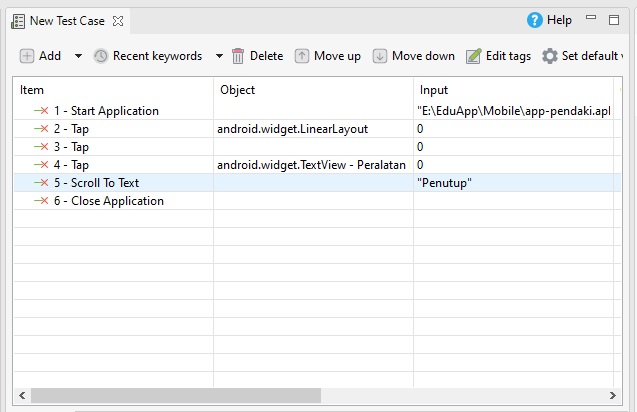 New Test Case
Help
Add
Recent keywords
Delete
Move up
Move down
Edit tags
Set default
Item Object Input
1 - Start Application "E:\EduApp\Mobile\app-pendaki.apl
2 - Tap android.widget.LinearLayout 0
3 - Tap 0
4 - Tap android.widget.TextView - Peralatan 0
5 - Scroll To Text "Penutup"
6 - Close Application